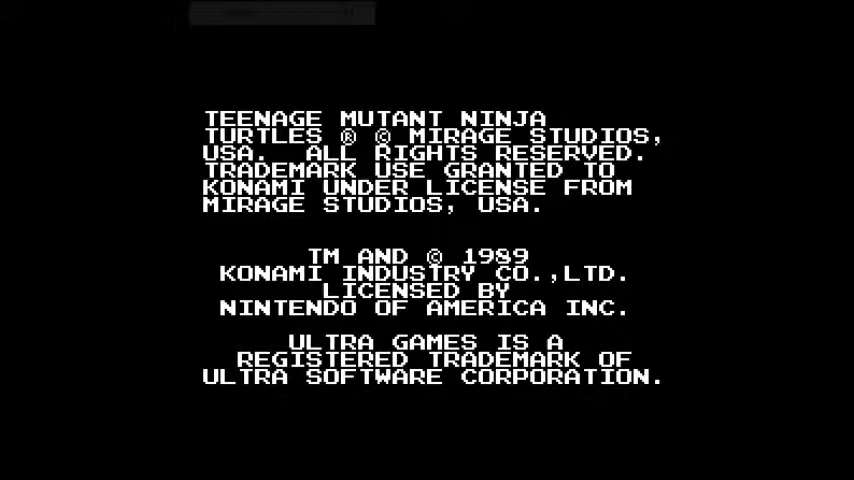 TEENAGE MUTANT NINJA
TURTLES ® © MIRAGE STUDIOS,
USA. ALL RIGHTS RESERVED.
TRADEMARK USE GRANTED TO
KONAMI UNDER LICENSE FROM
MIRAGE STUDIOS, USA.
TM AND © 1989
KONAMI INDUSTRY CO.,LTD.
LICENSED BY
NINTENDO OF AMERICA INC.
ULTRA GAMES IS A
REGISTERED TRADEMARK OF
ULTRA SOFTWARE CORPORATION.